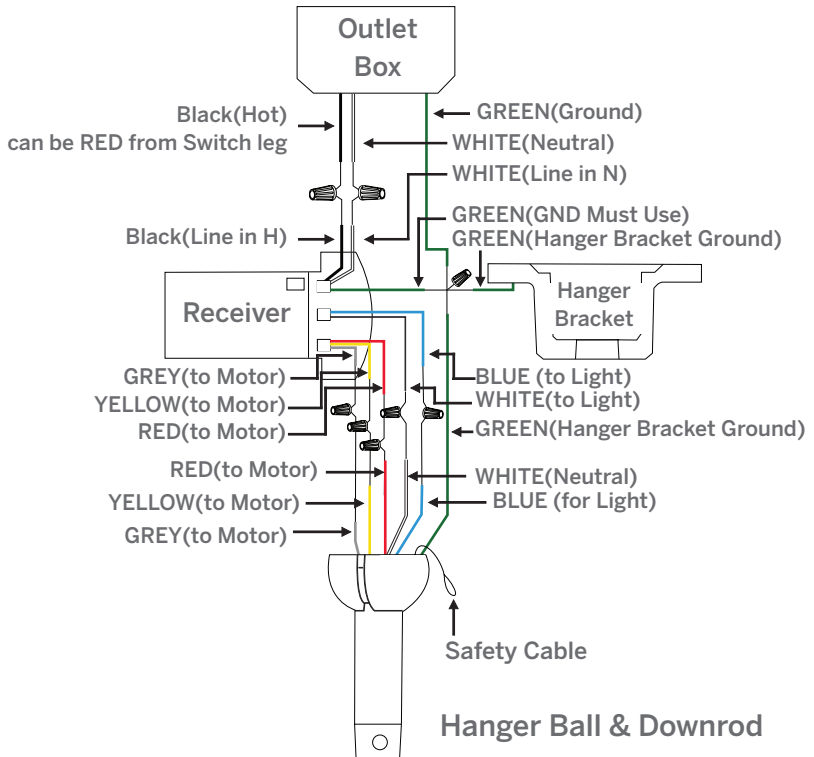 Outlet
Box
Black(Hot)
can be RED from Switch leg
GREEN(Ground)
WHITE(Neutral)
WHITE(Line in N)
GREEN(GND Must Use)
Black(Line in H)
GREEN(Hanger Bracket Ground)
Receiver
Hanger
Bracket
GREY(to Motor)
BLUE (to Light)
YELLOW(to Motor)
WHITE(to Light)
RED(to Motor)
GREEN(Hanger Bracket Ground)
RED(to Motor)
WHITE(Neutral)
YELLOW(to Motor)
BLUE (for Light)
GREY(to Motor)
Safety Cable
Hanger Ball & Downrod